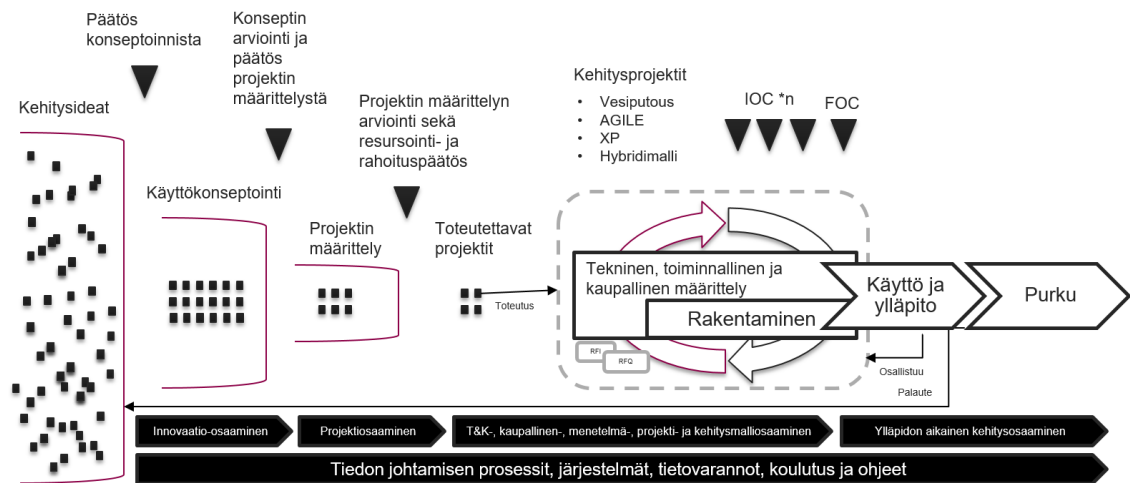 Päätös
konseptoinnista
Konseptin
arviointi ja
päätös
projektin
määrittelystä
Kehitysideat
Projektin määrittelyn
arviointi sekä
resursointi- ja
rahoituspäätös
Kehitysprojektit
• Vesiputous
• AGILE
• XP
• Hybridimalli
IOC *n
FOC
Käyttökonseptointi
Projektin
määrittely
Toteutettavat
projektit
Toteutus
Tekninen, toiminnallinen ja
kaupallinen määrittely
Rakentaminen
RFI
RFQ
Käyttö ja
ylläpito
Purku
Osallistuu
Palaute
Innovaatio-osaaminen
Projektiosaaminen
T&K-, kaupallinen-, menetelmä-, projekti- ja kehitysmalliosaaminen
Ylläpidon aikainen kehitysosaaminen
Tiedon johtamisen prosessit, järjestelmät, tietovarannot, koulutus ja ohjeet